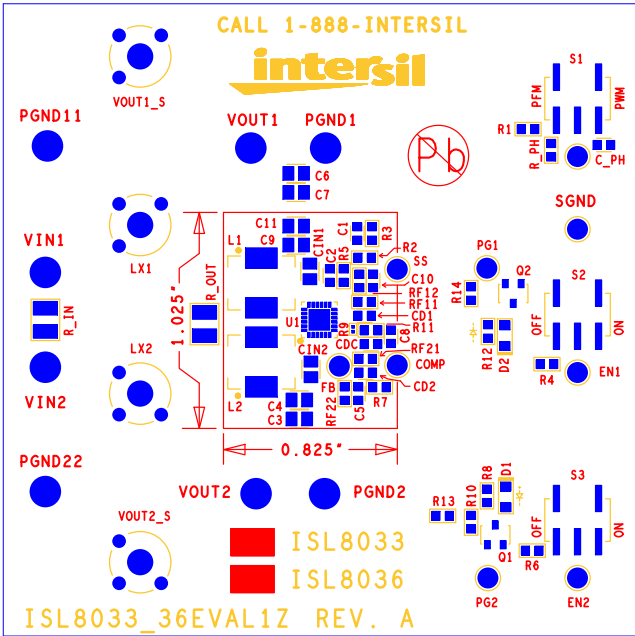 CALL 1-888-INTERSIL
intersil
VOUT1_S
PGND11
VOUT1
PGND1
Pb
S1
PFM
PWM
R1
R_PH
C_PH
C6
C7
SGND
VIN1
LX1
R_OUT
1.025"
L1
C11
C9
CIN1
C2
R5
C1
R3
R2
SS
C10
RF12
RF11
CD1
R11
U1
R9
CDC
C8
RF21
CIN2
COMP
CD2
FB
R7
RF22
C5
L2
C4
C3
0.825"
PG1
Q2
R14
R12
D2
S2
OFF
ON
R4
EN1
R_IN
VIN2
LX2
PGND22
VOUT2_S
VOUT2
PGND2
R13
R10
R8
D1
Q1
PG2
S3
OFF
ON
R6
EN2
ISL8033
ISL8036
ISL8033_36EVAL1Z REV. A